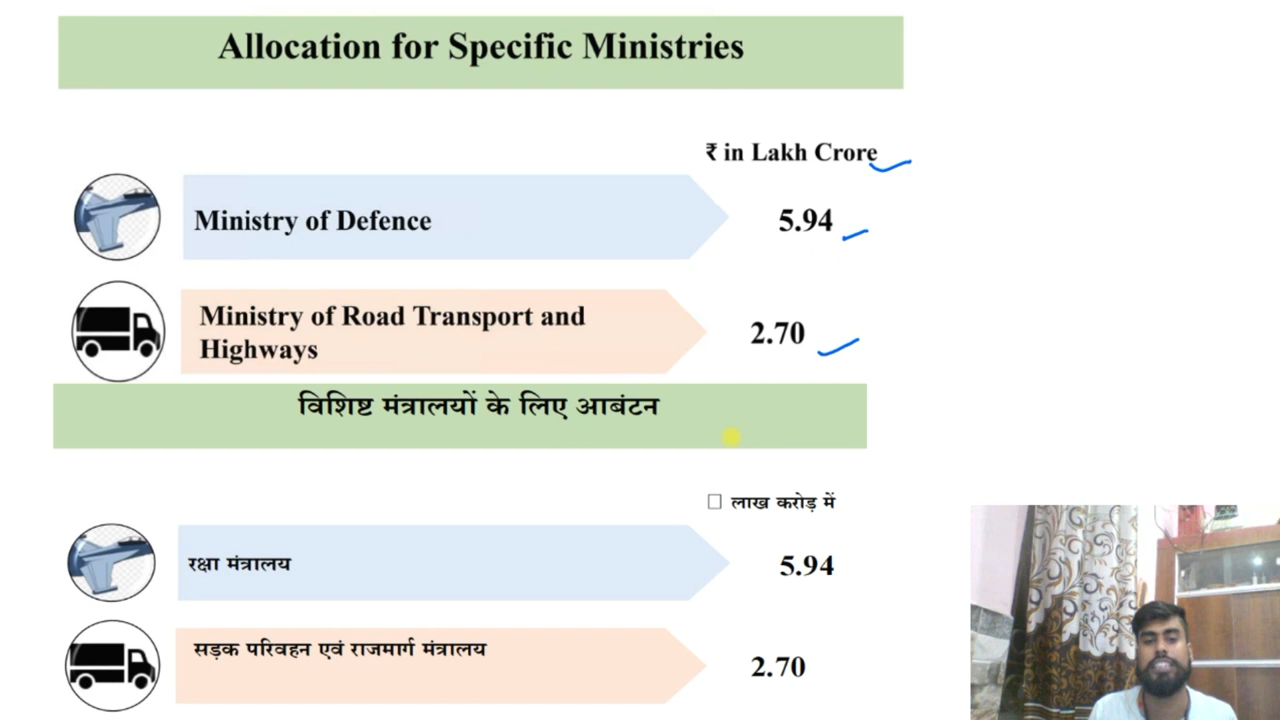 Allocation for Specific Ministries
₹ in Lakh Crore
Ministry of Defence
5.94
Ministry of Road Transport and
Highways
2.70
विशिष्ट मंत्रालयों के लिए आबंटन
लाख करोड़ में
रक्षा मंत्रालय
5.94
सड़क परिवहन एवं राजमार्ग मंत्रालय
2.70